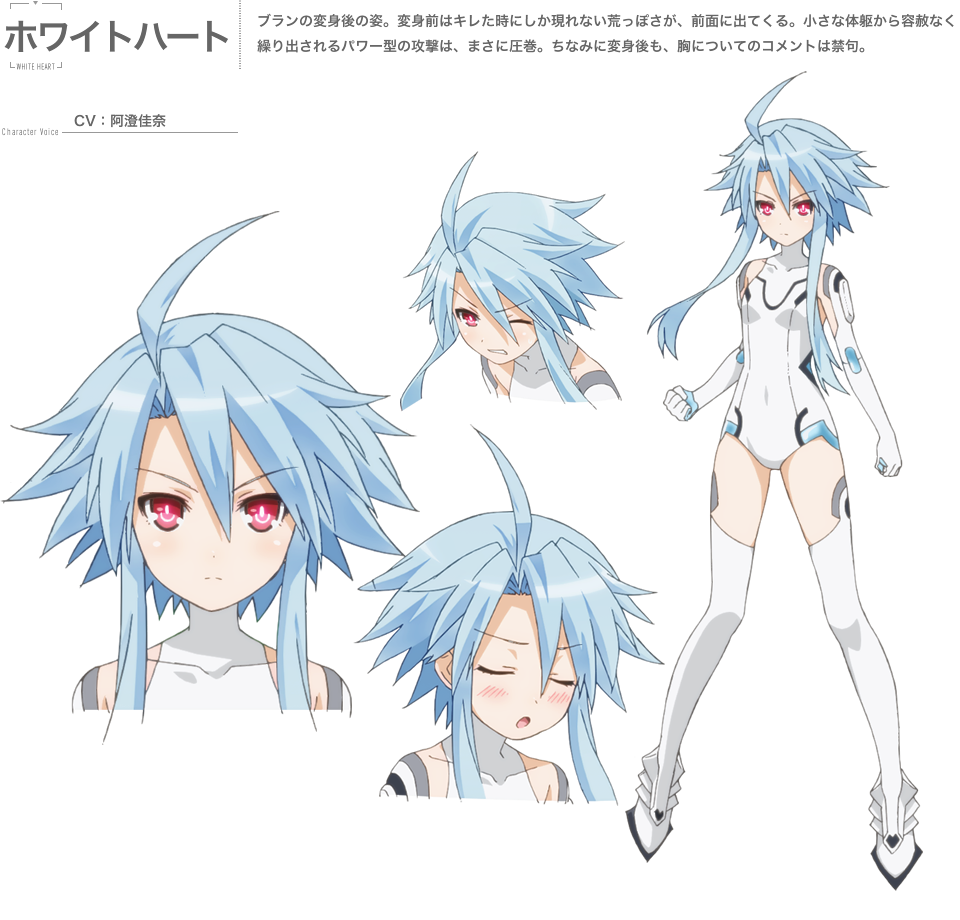 ホワイトハート
WHITE HEART
ブランの変身後の姿。変身前はキレた時にしか現れない荒っぽさが、前面に出てくる。小さな体躯から容赦なく
繰り出されるパワー型の攻撃は、まさに圧巻。ちなみに変身後も、胸についてのコメントは禁句。
CV：阿澄佳奈
Character Voice